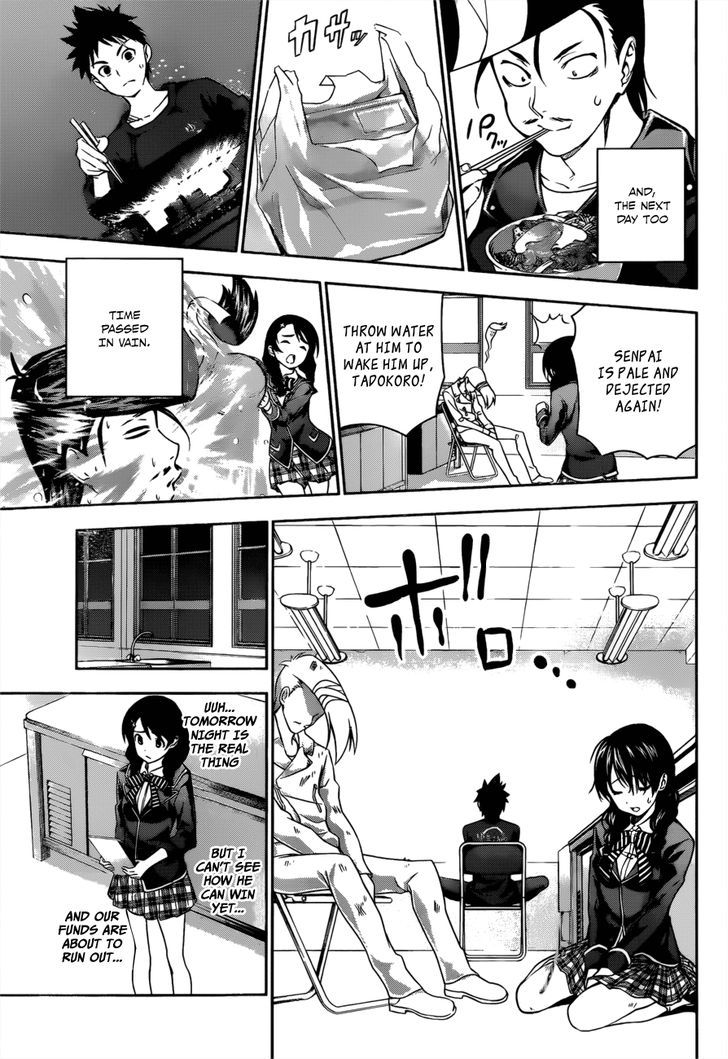 AND,
THE NEXT
DAY TOO
パクッ
カサッ
SENPAI
IS PALE AND
DEJECTED
AGAIN!
THROW WATER
AT HIM TO
WAKE HIM UP,
TADOKORO!
TIME
PASSED
IN VAIN.
ボロ…
UUH...
TOMORROW
NIGHT IS
THE REAL
THING
BUT I
CAN'T SEE
HOW HE
CAN WIN
YET...
AND OUR
FUNDS ARE
ABOUT TO
RUN OUT...